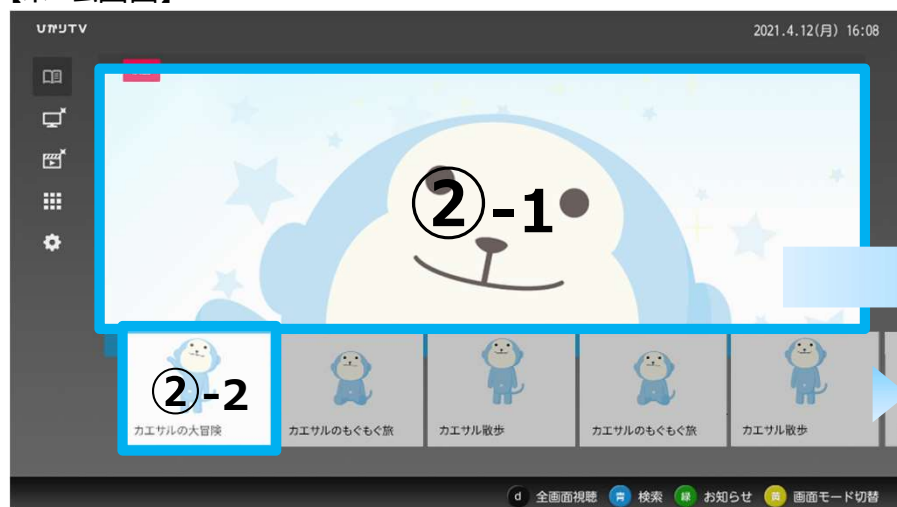 ひかりTV
2021.4.12(月) 16:08
②-1
②-2
カエサルの大冒険
カエサルのもぐもぐ旅
カエサル散歩
カエサルのもぐもぐ旅
カエサル散歩
d 全画面視聴 青 検索 緑 お知らせ 黄 画面モード切替